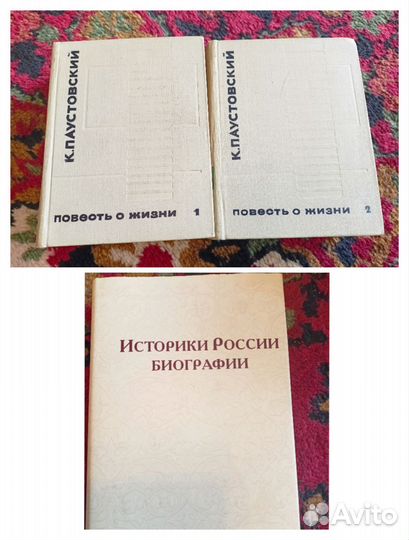 К. ПАУСТОВСКИЙ
ПОВЕСТЬ О ЖИЗНИ 1
К. ПАУСТОВСКИЙ
ПОВЕСТЬ О ЖИЗНИ 2
ИСТОРИКИ РОССИИ
БИОГРАФИИ
Avito